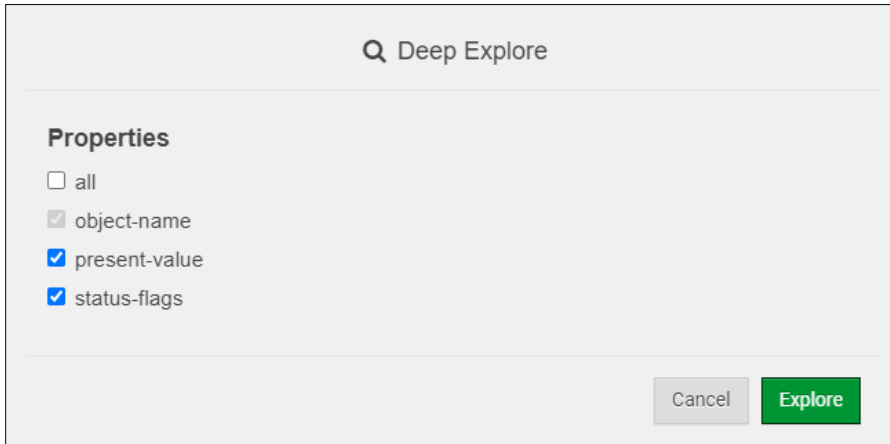 Deep Explore
Properties
all
object-name
present-value
status-flags
Cancel Explore